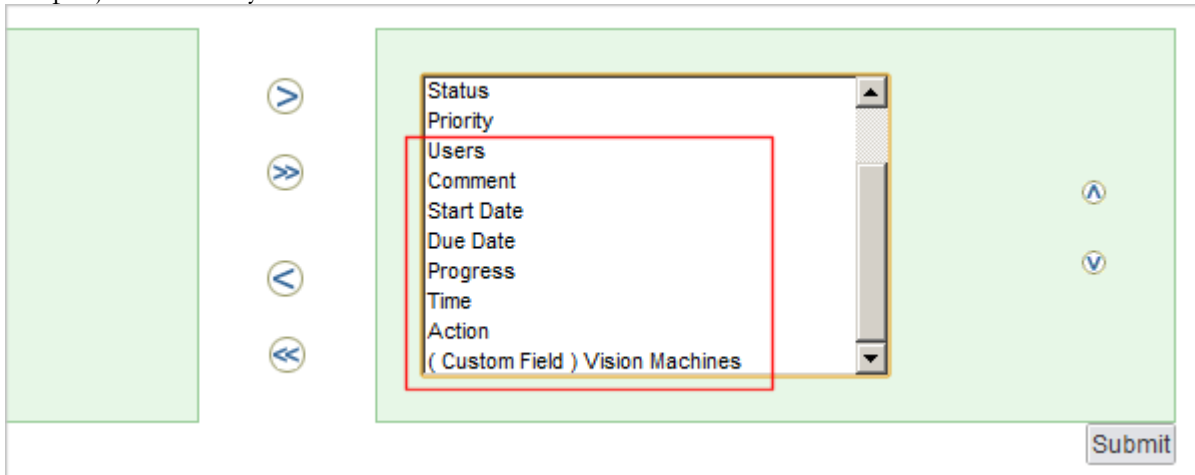 Status
Priority
Users
Comment
Start Date
Due Date
Progress
Time
Action
( Custom Field ) Vision Machines
Submit